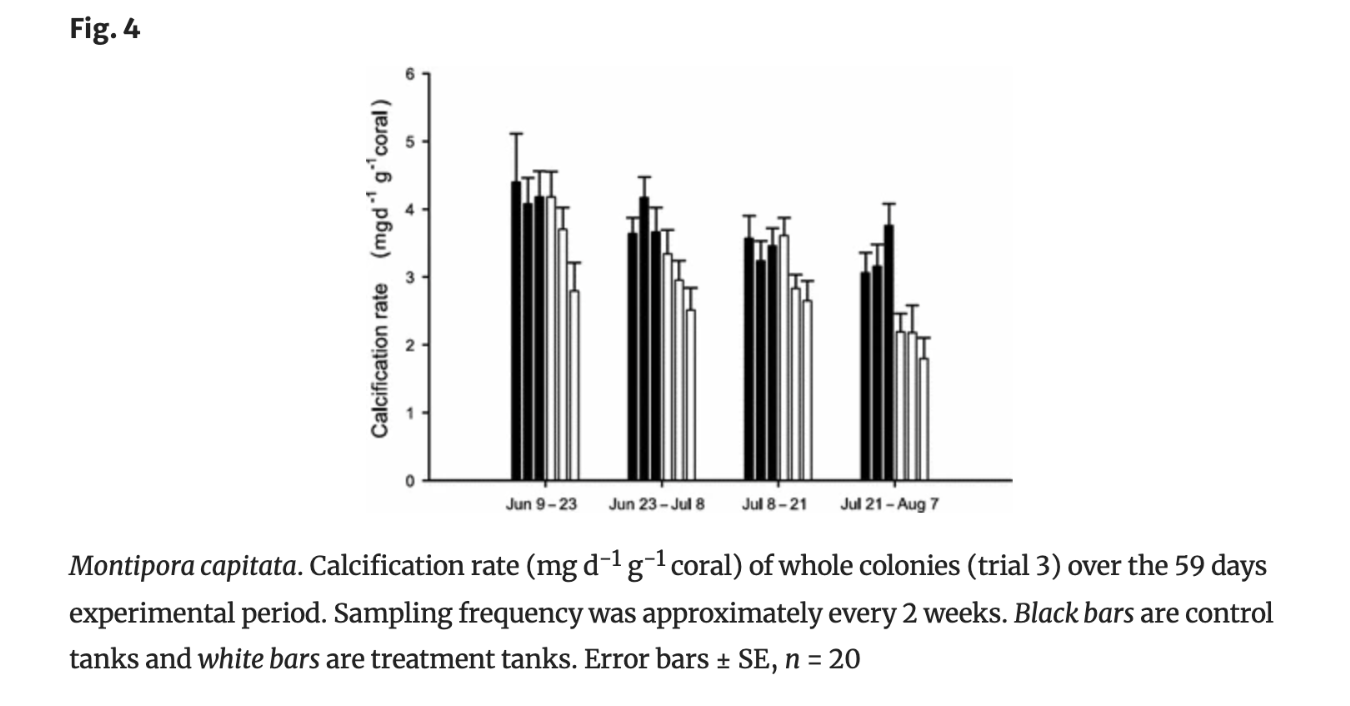 Fig. 4
Calcification rate (mgd⁻¹ g⁻¹coral)
6
5
4
3
2
1
0
Jun 9 – 23 Jun 23 – Jul 8 Jul 8 – 21 Jul 21 – Aug 7
Montipora capitata. Calcification rate (mg d⁻¹ g⁻¹ coral) of whole colonies (trial 3) over the 59 days
experimental period. Sampling frequency was approximately every 2 weeks. Black bars are control
tanks and white bars are treatment tanks. Error bars ± SE, n = 20